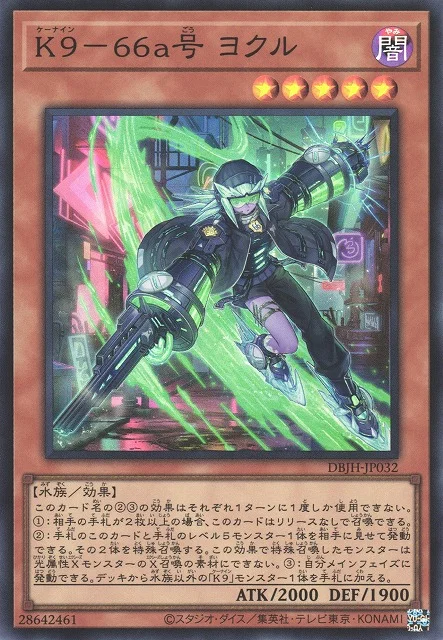 ケーナイン ごう
K9－66a号 ヨクル
やみ
闇
DBJH-JP032
【水族／効果】
このカード名の②③の効果はそれぞれ１ターンに１度しか使用できない。
①：相手の手札が２枚以上の場合、このカードはリリースなしで召喚できる。
②：手札のこのカードと手札のレベル５モンスター１体を相手に見せて発動
できる。その２体を特殊召喚する。この効果で特殊召喚したモンスターは
光属性XモンスターのX召喚の素材にできない。③：自分メインフェイズに
発動できる。デッキから水族以外の「K9」モンスター１体を手札に加える。
ATK/2000 DEF/1900
28642461
©スタジオ・ダイス／集英社・テレビ東京・KONAMI